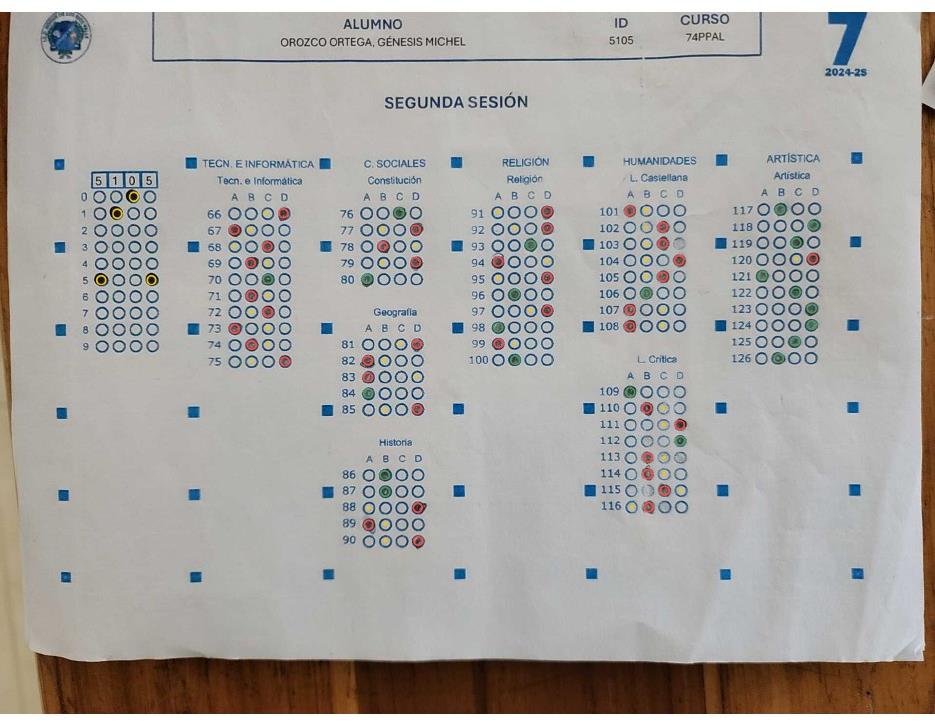 ALUMNO ID CURSO
OROZCO ORTEGA, GÉNESIS MICHEL 5105 74PPAL
7
2024-2S
SEGUNDA SESIÓN
5 1 0 5
0
1
2
3
4
5
6
7
8
9
TECN. E INFORMÁTICA
Tecn. e Informática
A B C D
66
67
68
69
70
71
72
73
74
75
C. SOCIALES
Constitución
A B C D
76
77
78
79
80
Geografía
A B C D
81
82
83
84
85
Historia
A B C D
86
87
88
89
90
RELIGIÓN
Religión
A B C D
91
92
93
94
95
96
97
98
99
100
HUMANIDADES
L. Castellana
A B C D
101
102
103
104
105
106
107
108
L. Crítica
A B C D
109
110
111
112
113
114
115
116
ARTÍSTICA
Artística
A B C D
117
118
119
120
121
122
123
124
125
126